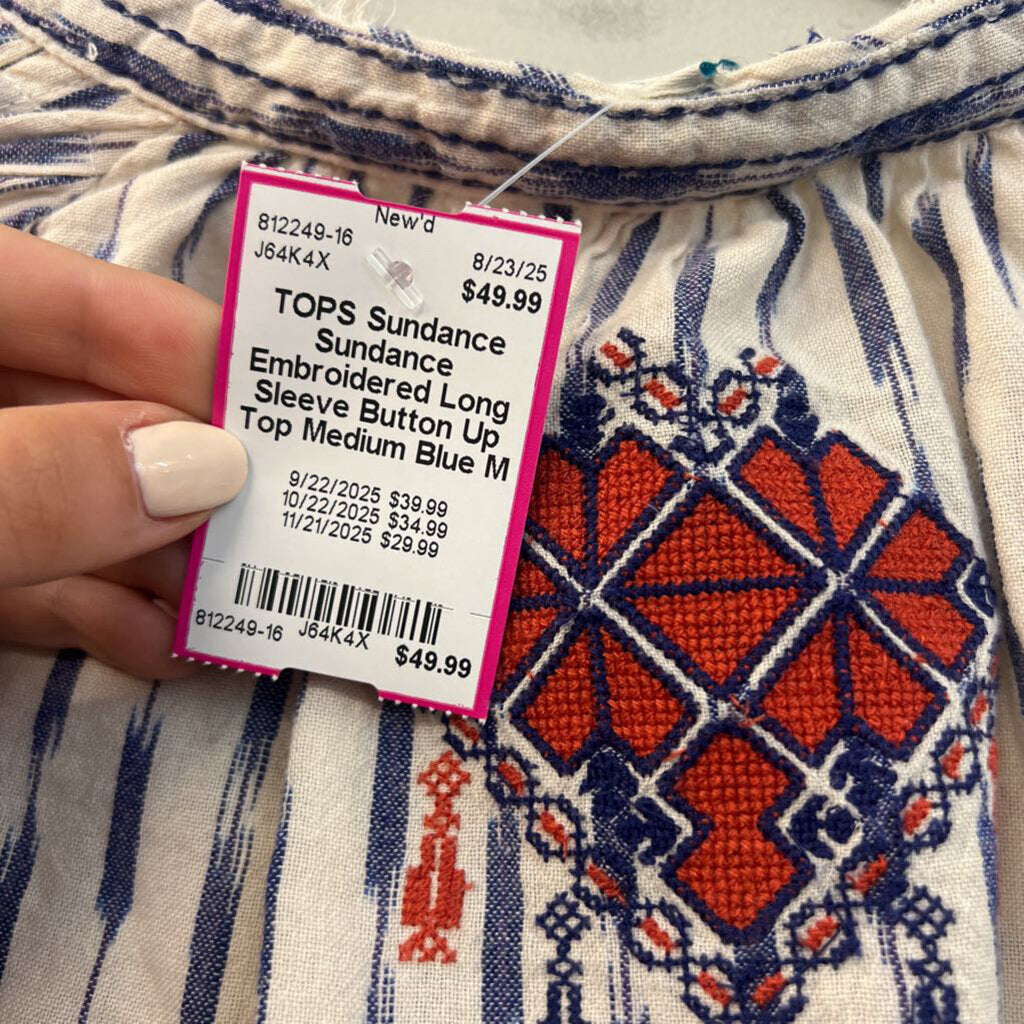 New'd
812249-16
J64K4X
8/23/25
$49.99
TOPS Sundance
Sundance
Embroidered Long
Sleeve Button Up
Top Medium Blue M
9/22/2025 $39.99
10/22/2025 $34.99
11/21/2025 $29.99
812249-16 J64K4X $49.99